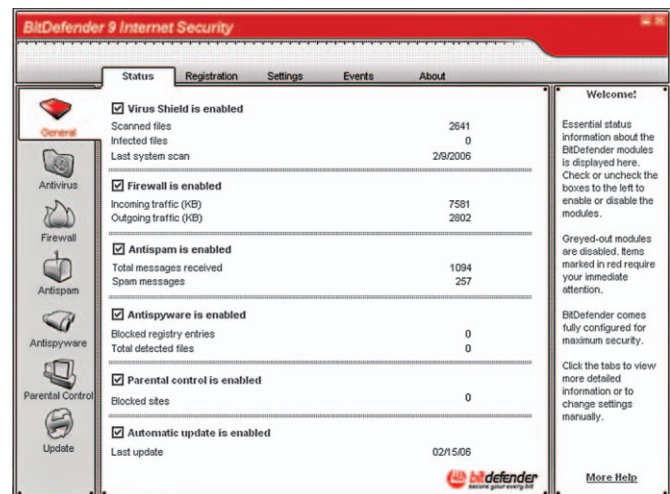 BitDefender 9 Internet Security
Status Registration Settings Events About
General
Antivirus
Firewall
Antispam
Antispyware
Parental Control
Update
Virus Shield is enabled
Scanned files 2641
Infected files 0
Last system scan 2/9/2006
Firewall is enabled
Incoming traffic (KB) 7581
Outgoing traffic (KB) 2802
Antispam is enabled
Total messages received 1094
Spam messages 257
Antispyware is enabled
Blocked registry entries 0
Total detected files 0
Parental control is enabled
Blocked sites 0
Automatic update is enabled
Last update 02/15/06
bitdefender
secure your every bit
Welcome!
Essential status
information about the
BitDefender modules
is displayed here.
Check or uncheck the
boxes to the left to
enable or disable the
modules.
Greyed-out modules
are disabled. Items
marked in red require
your immediate
attention.
BitDefender comes
fully configured for
maximum security.
Click the tabs to view
more detailed
information or to
change settings
manually.
More Help